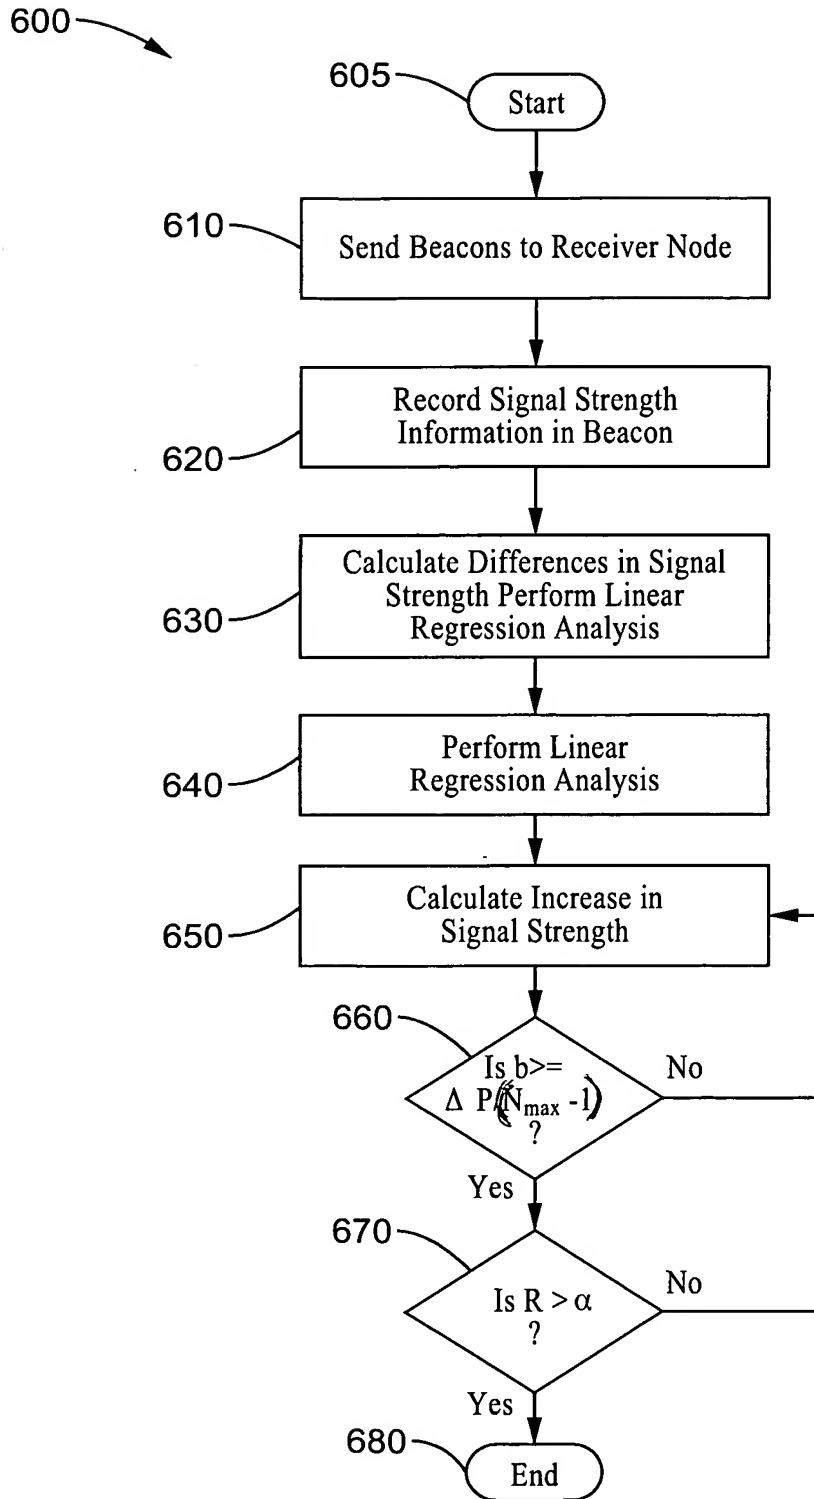 600
605
Start
610
Send Beacons to Receiver Node
620
Record Signal Strength
Information in Beacon
630
Calculate Differences in Signal
Strength Perform Linear
Regression Analysis
640
Perform Linear
Regression Analysis
650
Calculate Increase in
Signal Strength
660
Is b>=
Δ P/(Nmax -1)
?
No
Yes
670
Is R > α
?
No
Yes
680
End